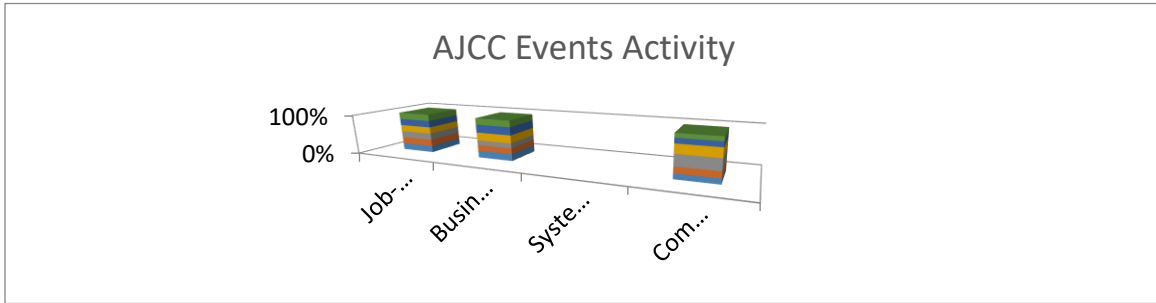 AJCC Events Activity
100%
0%
Job-...
Busin...
Syste...
Com...